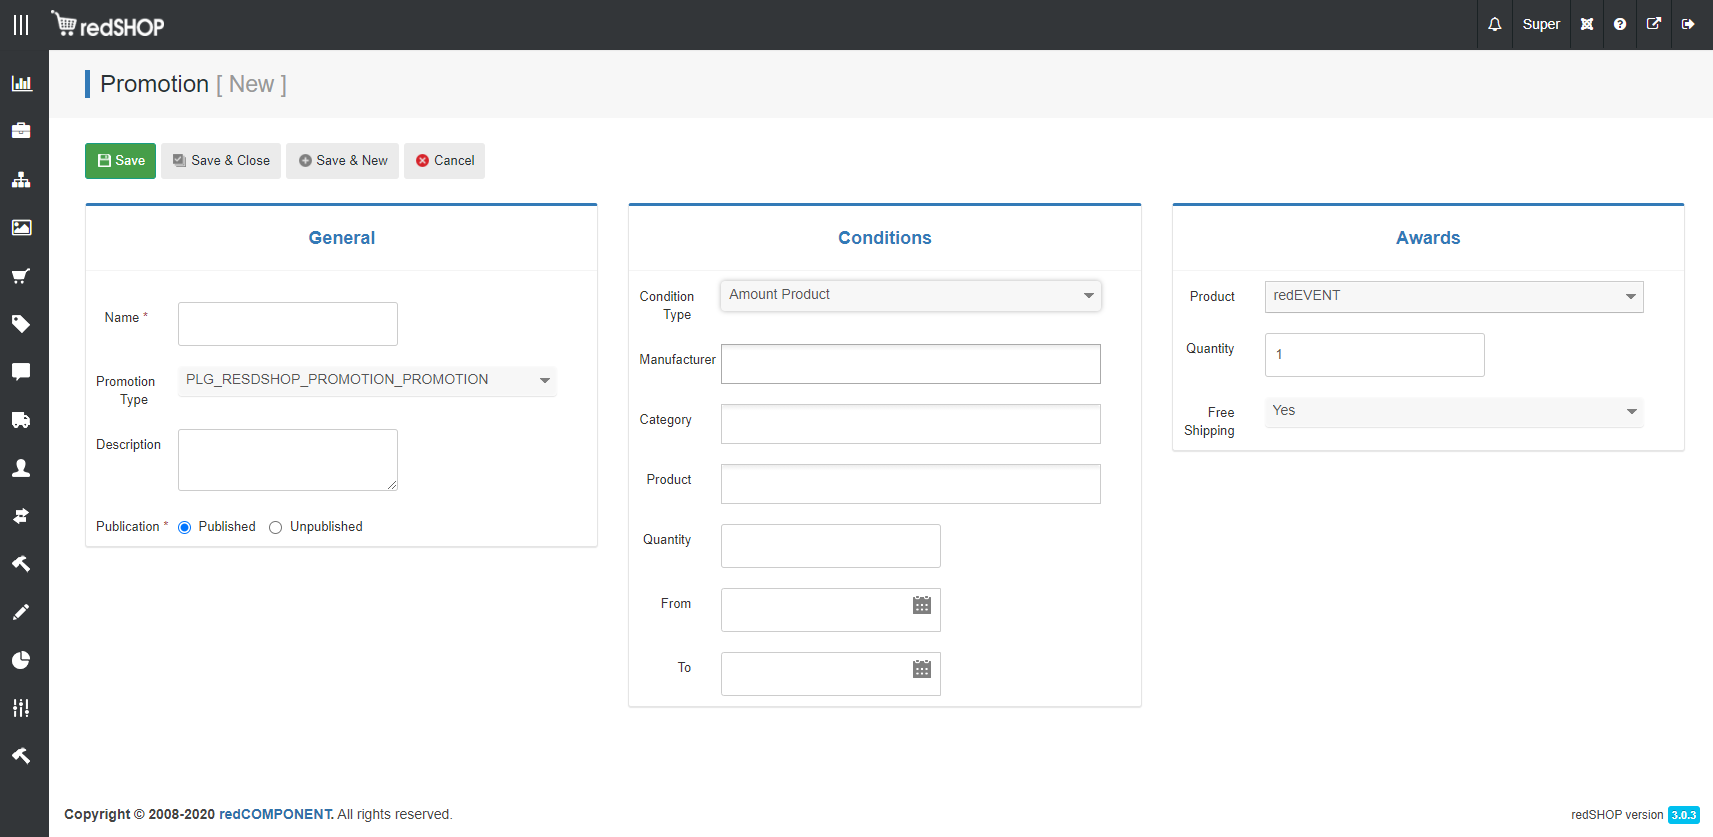 redSHOP
Super
Promotion [ New ]
Save
Save & Close
Save & New
Cancel
General
Name *
Promotion Type
PLG_RESDSHOP_PROMOTION_PROMOTION
Description
Publication *
Published
Unpublished
Conditions
Condition Type
Amount Product
Manufacturer
Category
Product
Quantity
From
To
Awards
Product
redEVENT
Quantity
1
Free Shipping
Yes
Copyright © 2008-2020 redCOMPONENT. All rights reserved.
redSHOP version 3.0.3